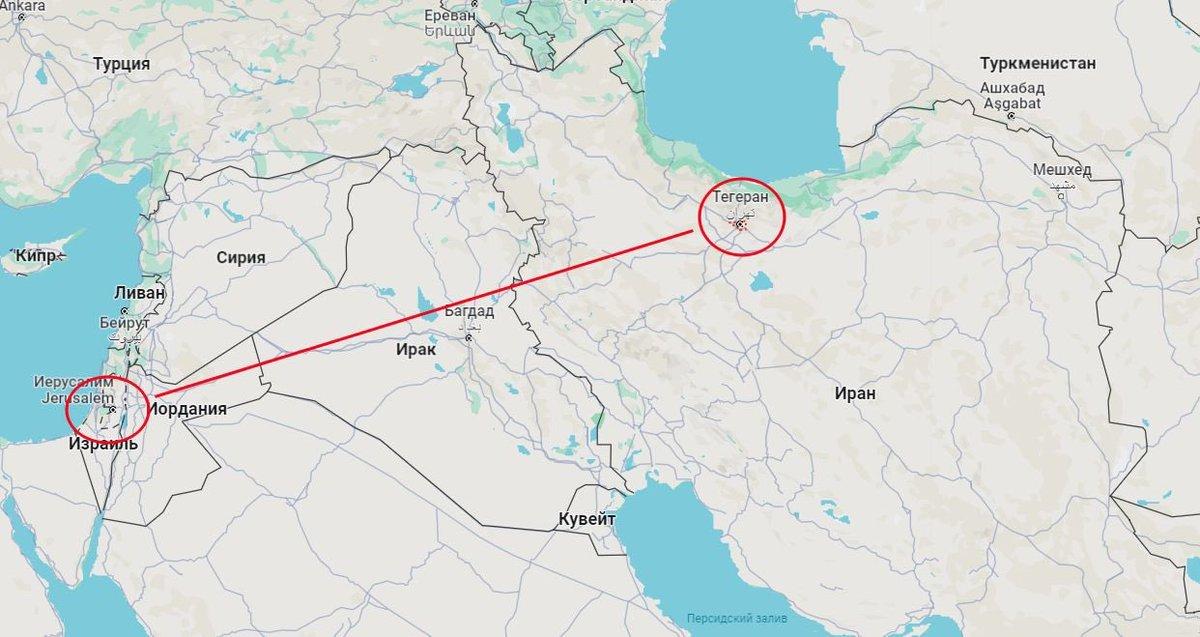 Ankara
Ереван
Երևան
Турция
Туркменистан
Ашхабад
Aşgabat
Мешхед
مشهد
Тегеран
تهران
Кипр
Сирия
Ливан
Бейрут
بيروت
Багдад
بغداد
Ирак
Иерусалим
Jerusalem
Иордания
Израиль
Иран
Кувейт
Персидский залив